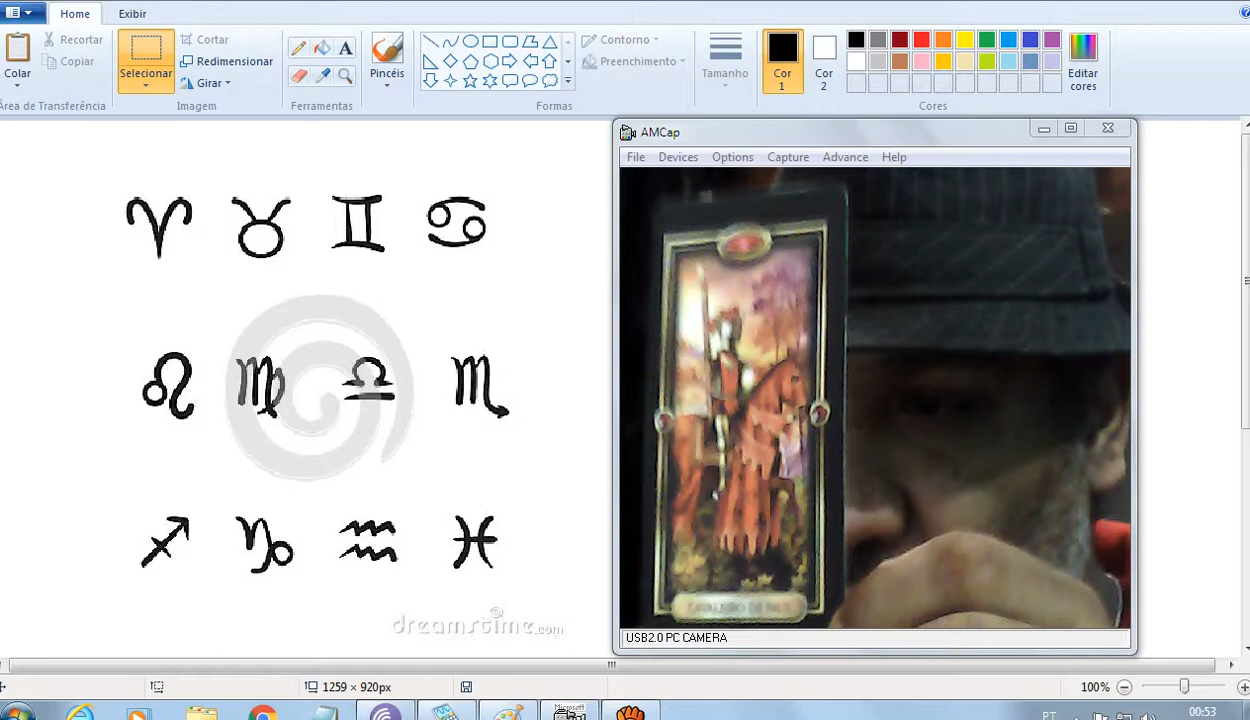 Home Exibir
Colar
Recortar
Copiar
Área de Transferência
Selecionar
Cortar
Redimensionar
Girar
Imagem
A
Ferramentas
Pincéis
Contorno
Preenchimento
Formas
Tamanho
Cor
1
Cor
2
Editar
cores
Cores
AMCap
File Devices Options Capture Advance Help
♈ ♉ ♊ ♋
♌ ♍ ♎ ♏
♐ ♑ ♒ ♓
dreamstime.com
USB2.0 PC CAMERA
1259 × 920px
100%
PT
00:53